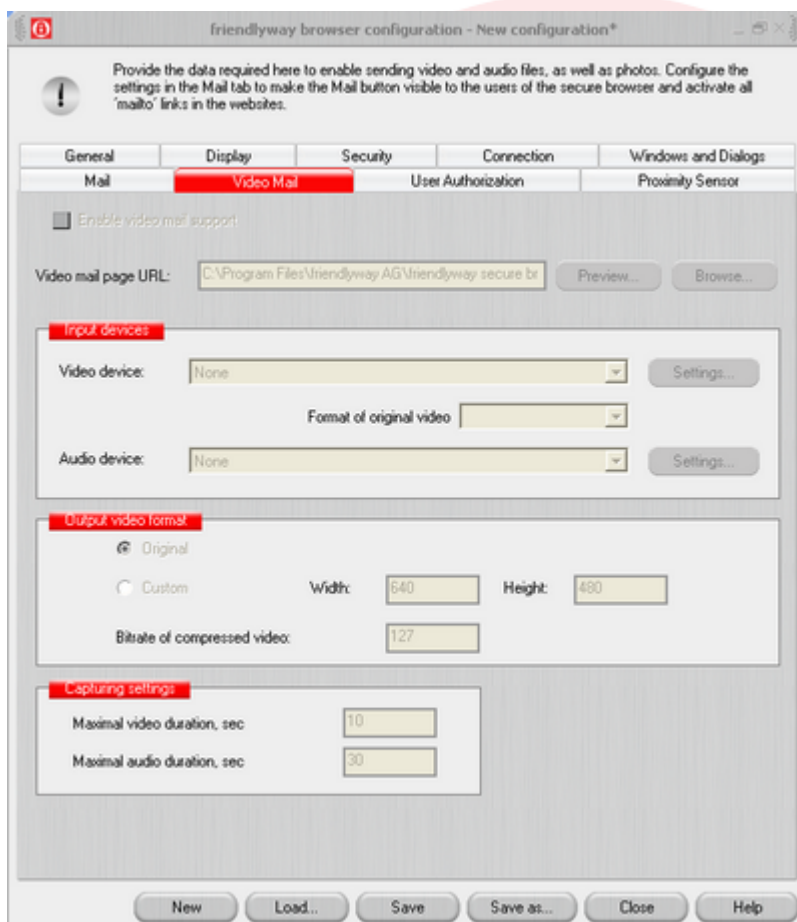 friendlyway browser configuration - New configuration*
Provide the data required here to enable sending video and audio files, as well as photos. Configure the
settings in the Mail tab to make the Mail button visible to the users of the secure browser and activate all
'mailto' links in the websites.
General Display Security Connection Windows and Dialogs
Mail Video Mail User Authorization Proximity Sensor
Enable video mail support
Video mail page URL: C:\Program Files\friendlyway AG\friendlyway secure br Preview... Browse...
Input devices
Video device: None Settings...
Format of original video
Audio device: None Settings...
Output video format
Original
Custom Width: 640 Height: 480
Bitrate of compressed video: 127
Capturing settings
Maximal video duration, sec 10
Maximal audio duration, sec 30
New Load... Save Save as... Close Help